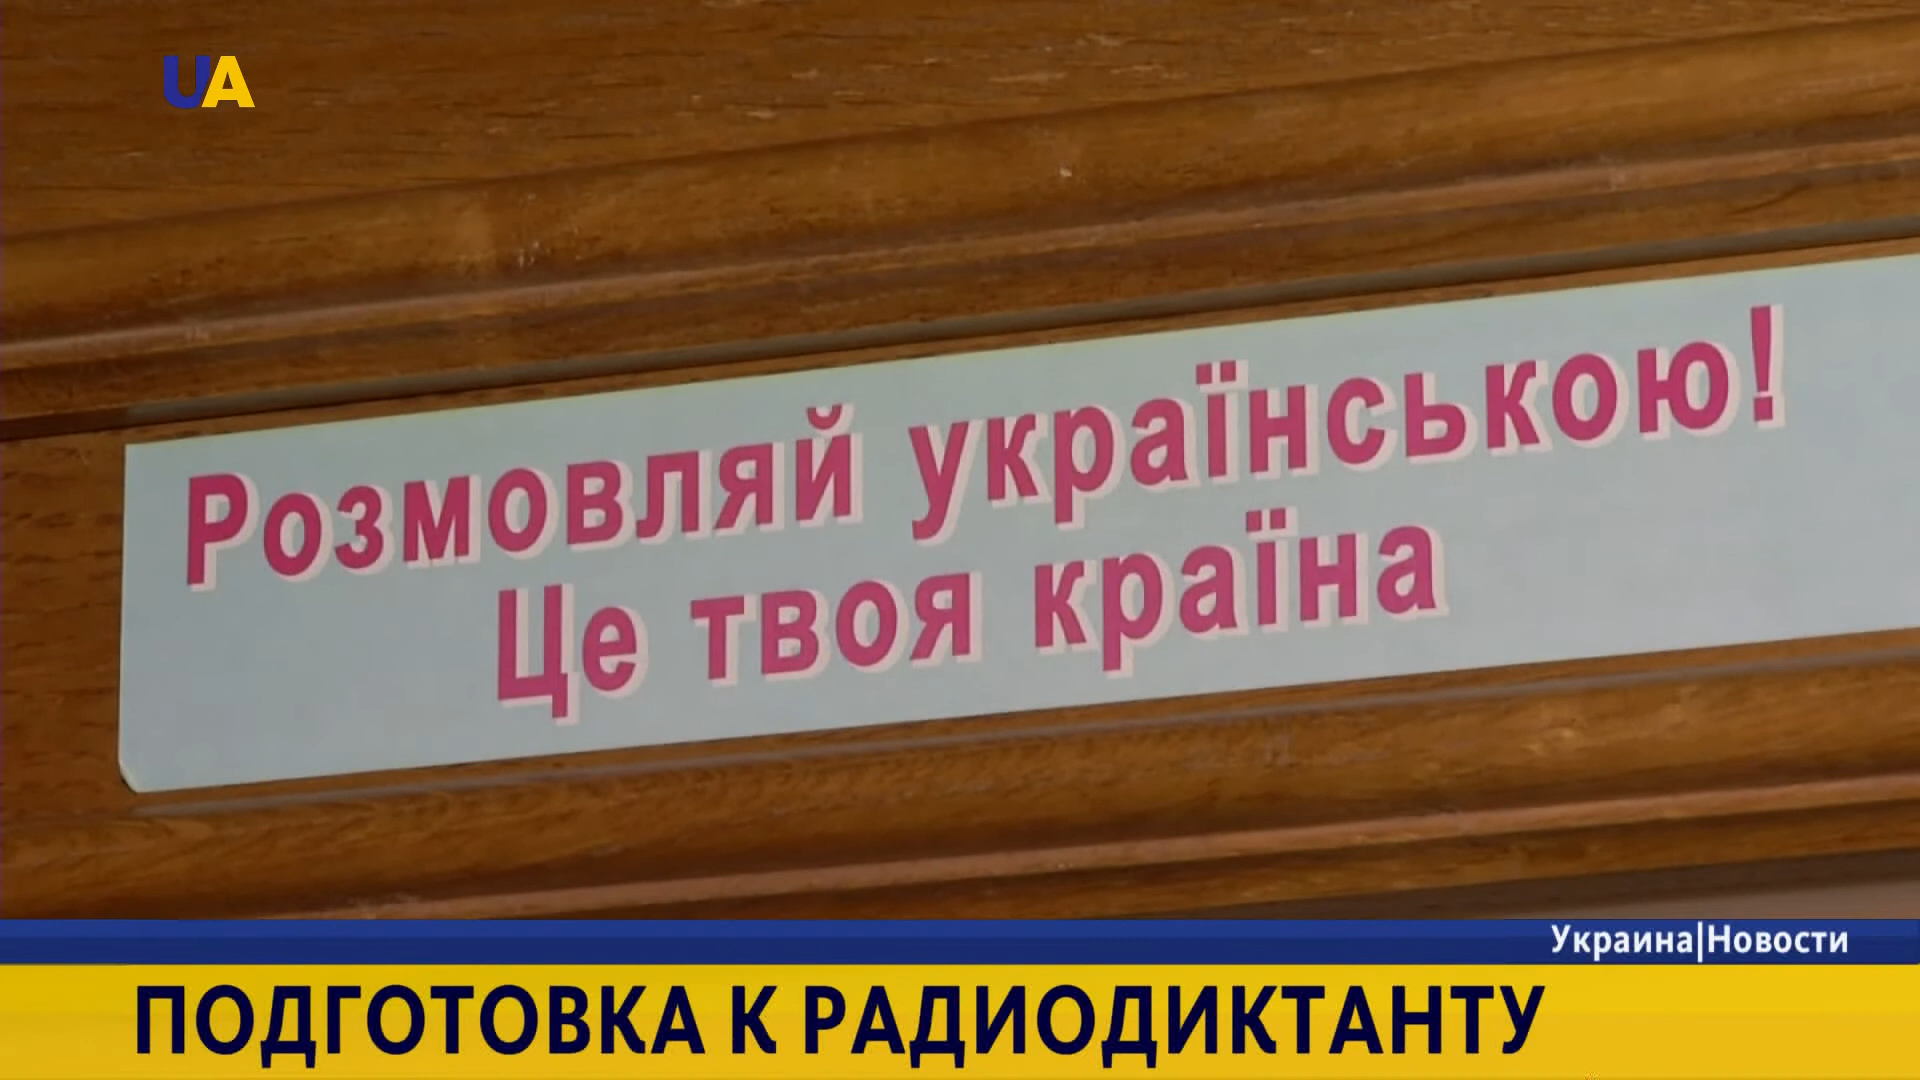 UA
Розмовляй українською!
Це твоя країна
Украина|Новости
ПОДГОТОВКА К РАДИОДИКТАНТУ